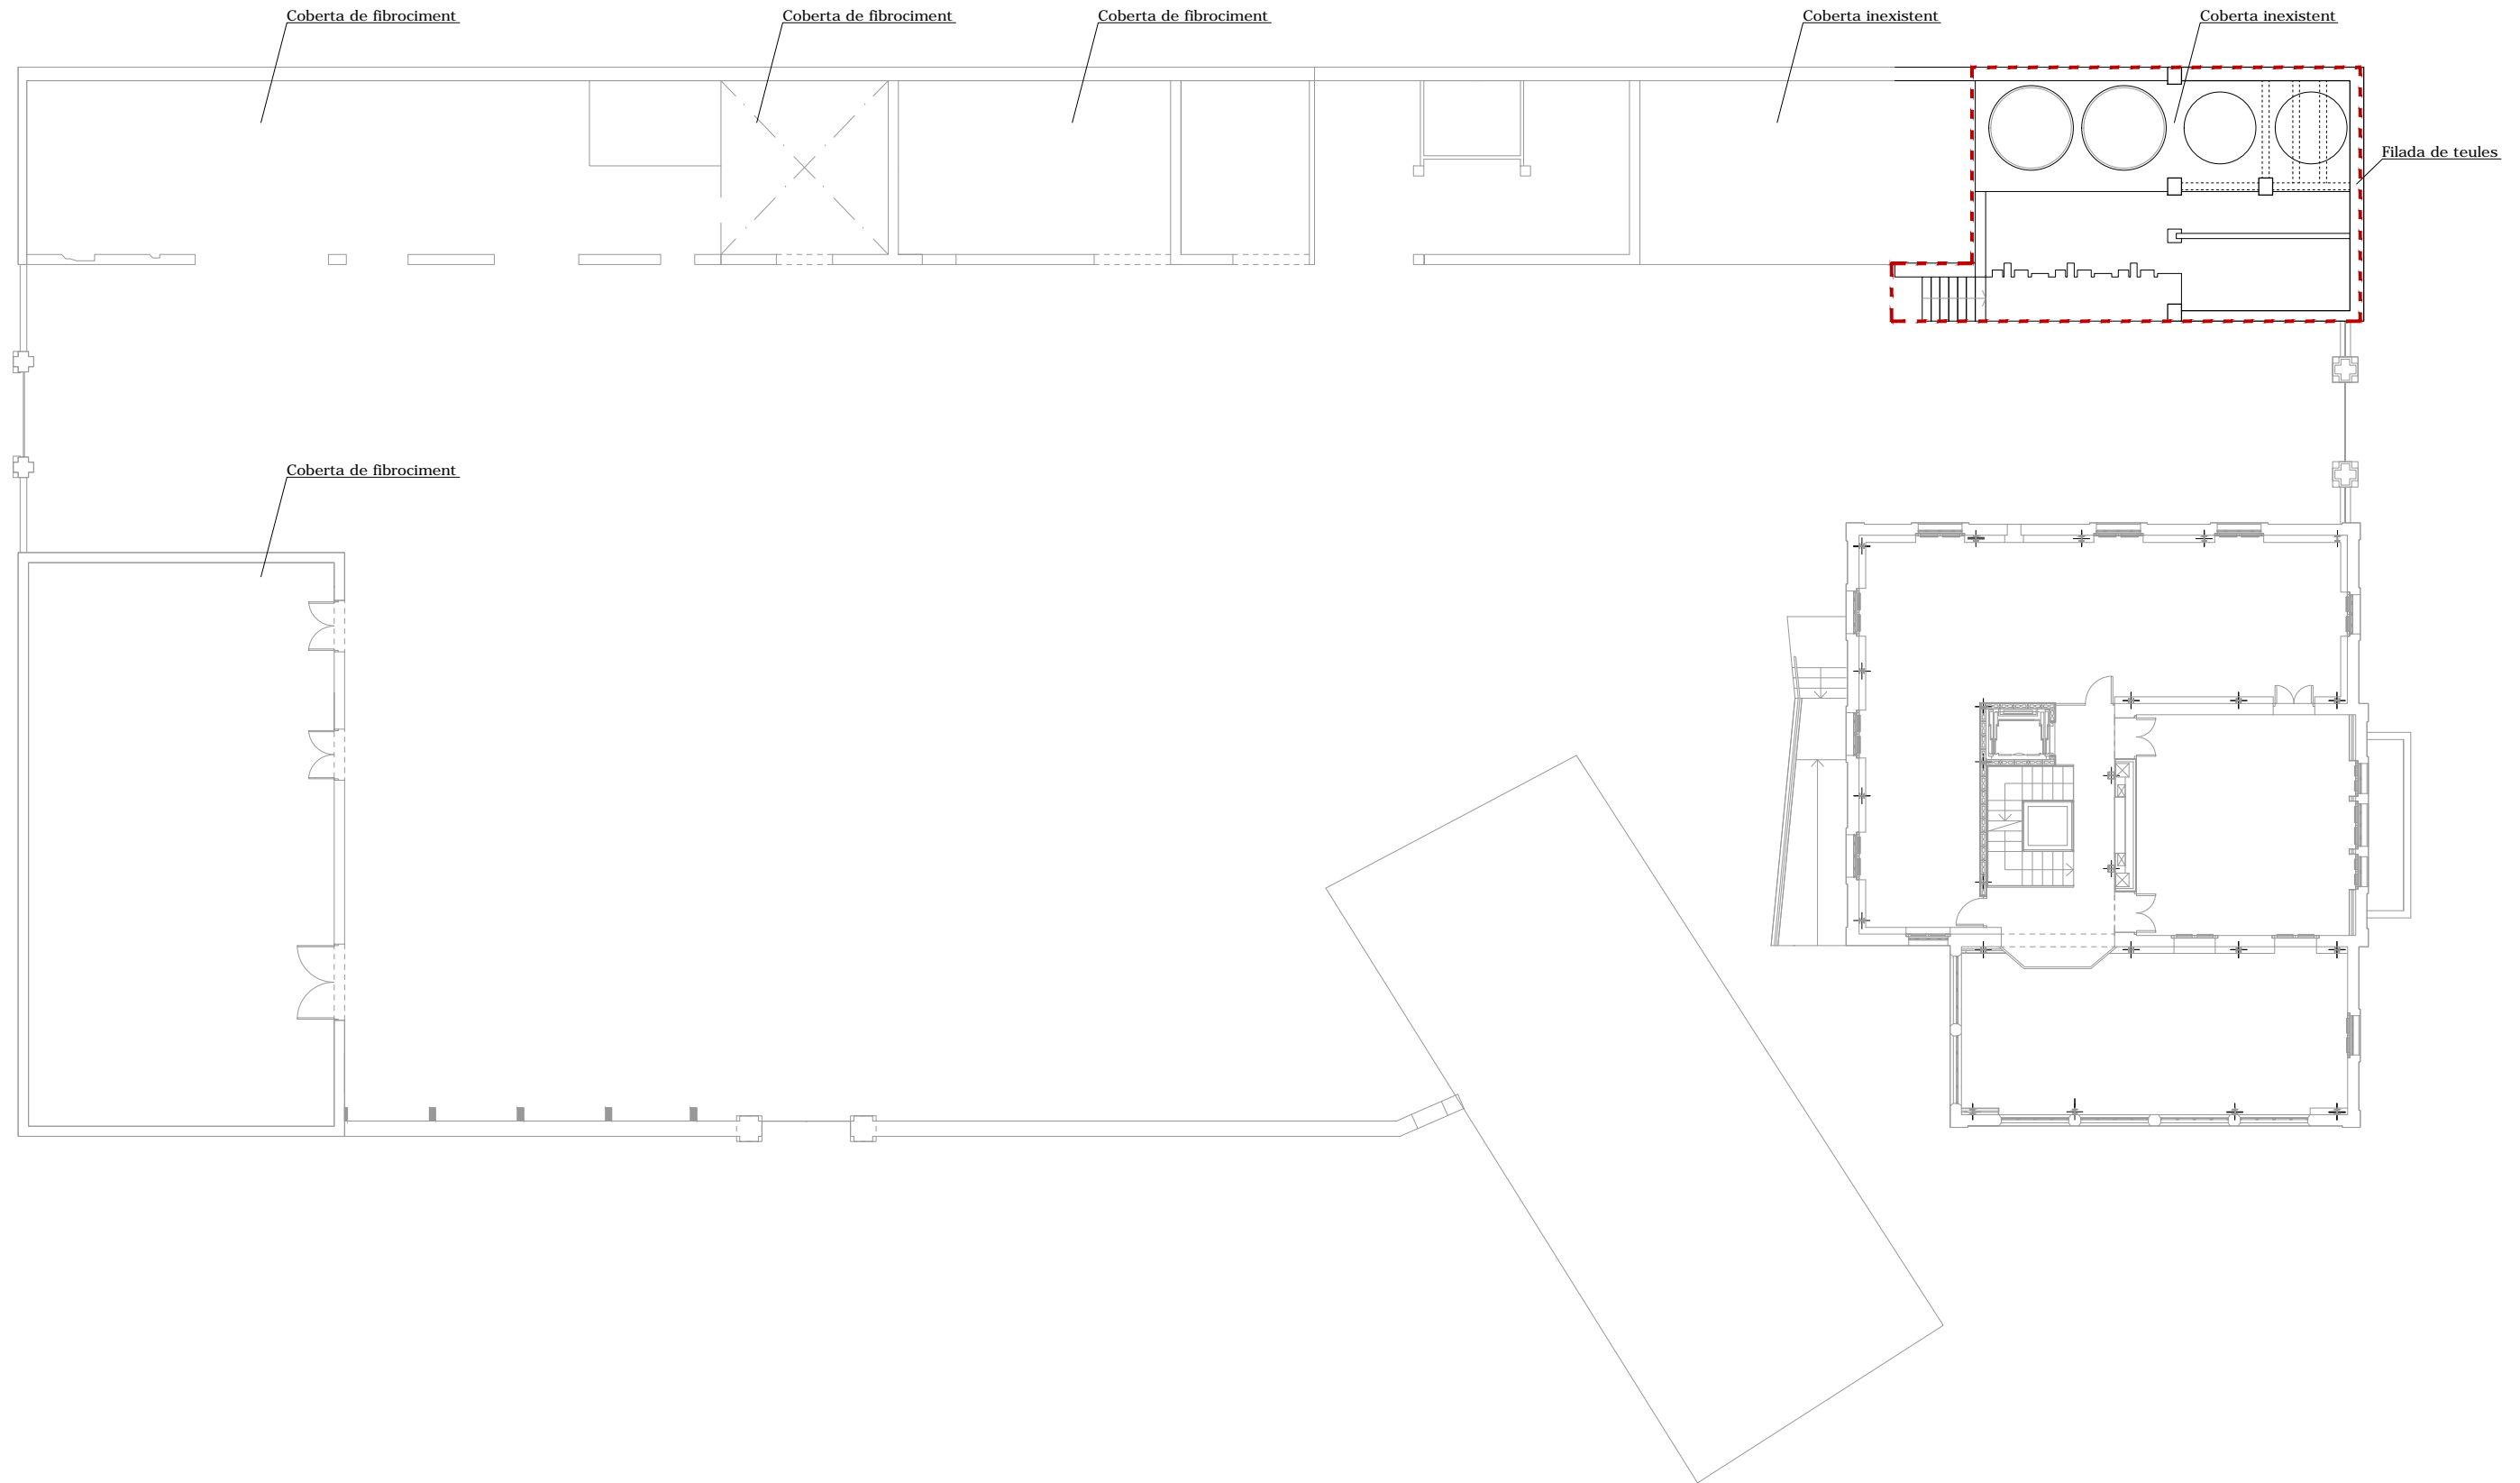 Coberta de fibrociment
Coberta de fibrociment
Coberta de fibrociment
Coberta inexistent
Coberta inexistent
Filada de teules
Coberta de fibrociment